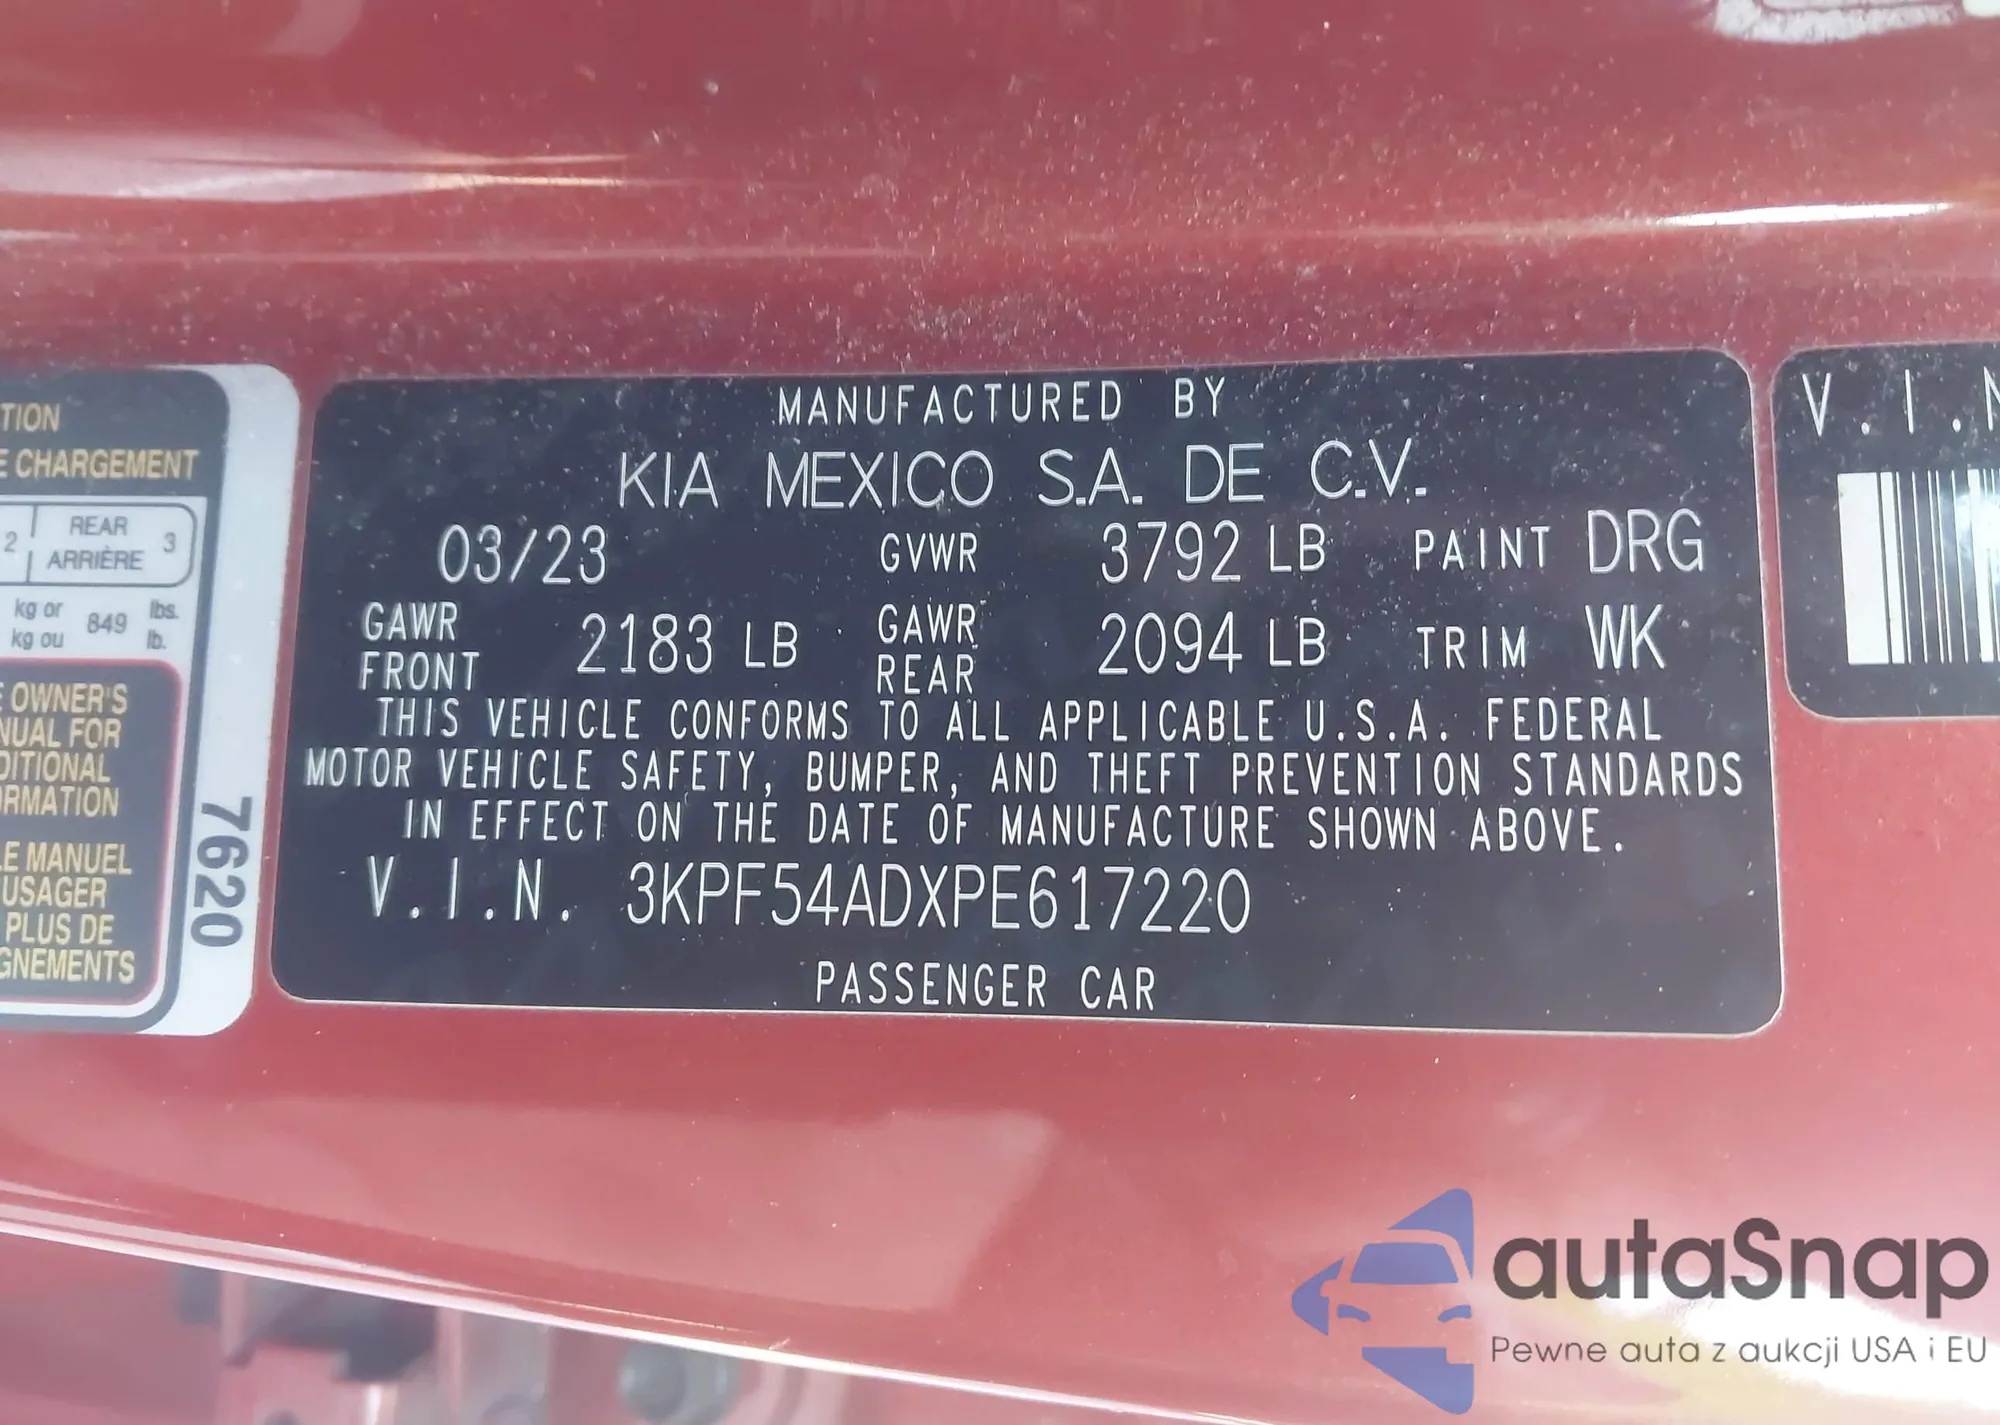 TION
E CHARGEMENT
2 REAR 3
ARRIÈRE
kg or 849 lbs.
kg ou lb.
E OWNER'S
NUAL FOR
DITIONAL
ORMATION
LE MANUEL
USAGER
PLUS DE
GNEMENTS
7620
MANUFACTURED BY
KIA MEXICO S.A. DE C.V.
03/23 GVWR 3792 LB PAINT DRG
GAWR FRONT 2183 LB GAWR REAR 2094 LB TRIM WK
THIS VEHICLE CONFORMS TO ALL APPLICABLE U.S.A. FEDERAL
MOTOR VEHICLE SAFETY, BUMPER, AND THEFT PREVENTION STANDARDS
IN EFFECT ON THE DATE OF MANUFACTURE SHOWN ABOVE.
V.I.N. 3KPF54ADXPE617220
PASSENGER CAR
V.I.N
autaSnap
Pewne auta z aukcji USA i EU